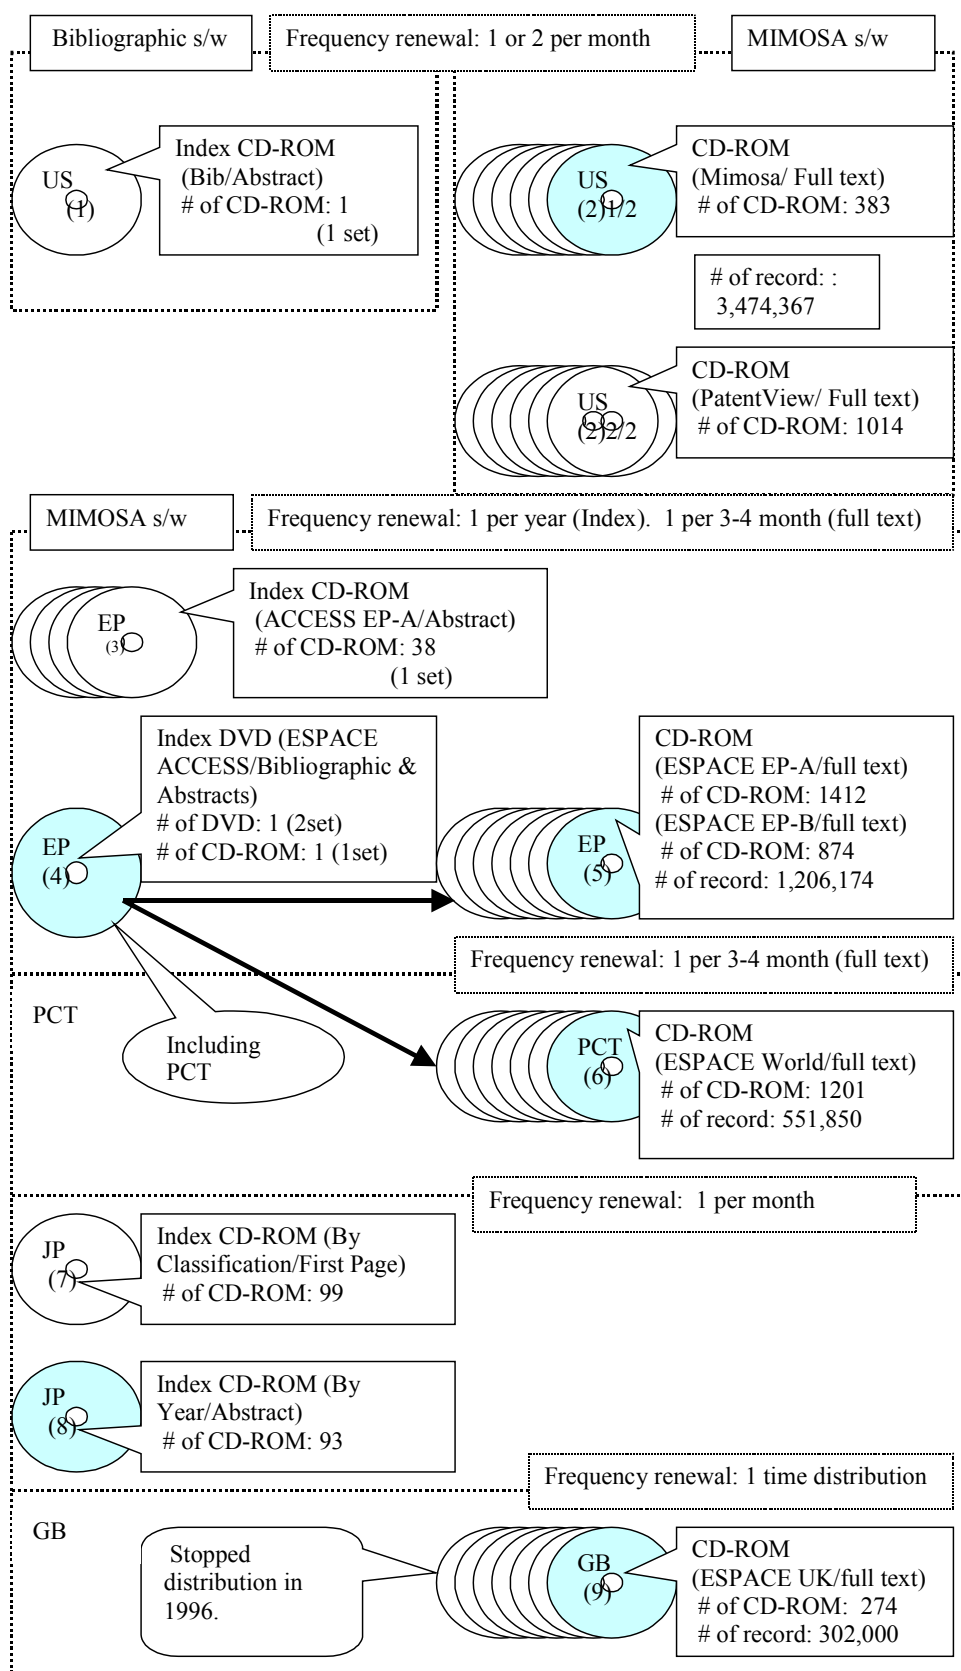 Bibliographic s/w
Frequency renewal: 1 or 2 per month
MIMOSA s/w
US
(1)
Index CD-ROM
(Bib/Abstract)
# of CD-ROM: 1
(1 set)
US
(2)1/2
CD-ROM
(Mimosa/ Full text)
# of CD-ROM: 383
# of record: :
3,474,367
US
(2)2/2
CD-ROM
(PatentView/ Full text)
# of CD-ROM: 1014
MIMOSA s/w
Frequency renewal: 1 per year (Index).  1 per 3-4 month (full text)
EP
(3)
Index CD-ROM
(ACCESS EP-A/Abstract)
# of CD-ROM: 38
(1 set)
EP
(4)
Index DVD (ESPACE
ACCESS/Bibliographic &
Abstracts)
# of DVD: 1 (2set)
# of CD-ROM: 1 (1set)
EP
(5)
CD-ROM
(ESPACE EP-A/full text)
# of CD-ROM: 1412
(ESPACE EP-B/full text)
# of CD-ROM: 874
# of record: 1,206,174
Frequency renewal: 1 per 3-4 month (full text)
PCT
Including
PCT
PCT
(6)
CD-ROM
(ESPACE World/full text)
# of CD-ROM: 1201
# of record: 551,850
Frequency renewal:  1 per month
JP
(7)
Index CD-ROM (By
Classification/First Page)
# of CD-ROM: 99
JP
(8)
Index CD-ROM (By
Year/Abstract)
# of CD-ROM: 93
Frequency renewal: 1 time distribution
GB
Stopped
distribution in
1996.
GB
(9)
CD-ROM
(ESPACE UK/full text)
# of CD-ROM:  274
# of record: 302,000